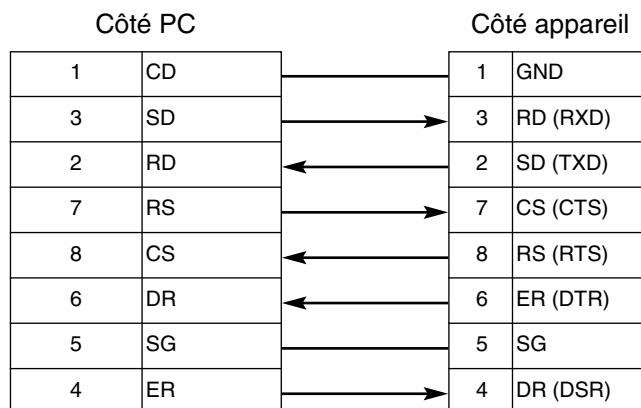 Côté PC Côté appareil
1 CD 1 GND
3 SD 3 RD (RXD)
2 RD 2 SD (TXD)
7 RS 7 CS (CTS)
8 CS 8 RS (RTS)
6 DR 6 ER (DTR)
5 SG 5 SG
4 ER 4 DR (DSR)